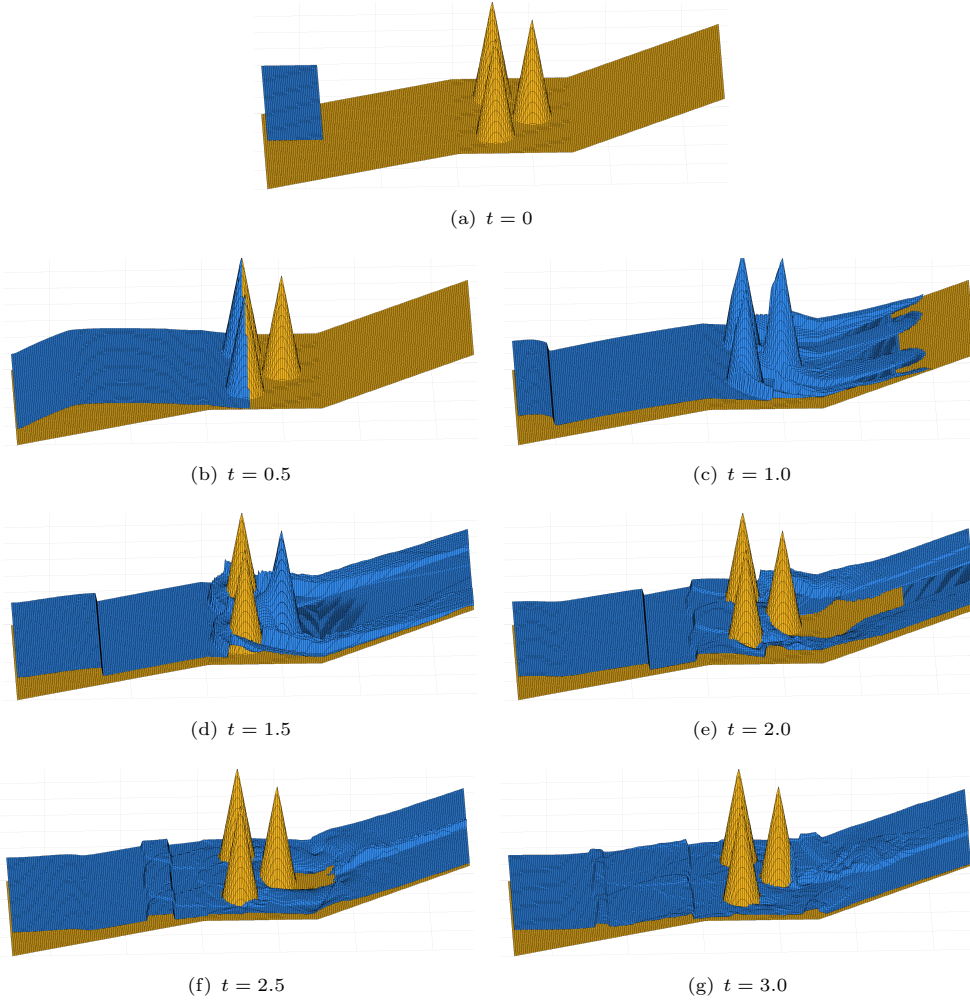 (a) t = 0
(b) t = 0.5
(c) t = 1.0
(d) t = 1.5
(e) t = 2.0
(f) t = 2.5
(g) t = 3.0